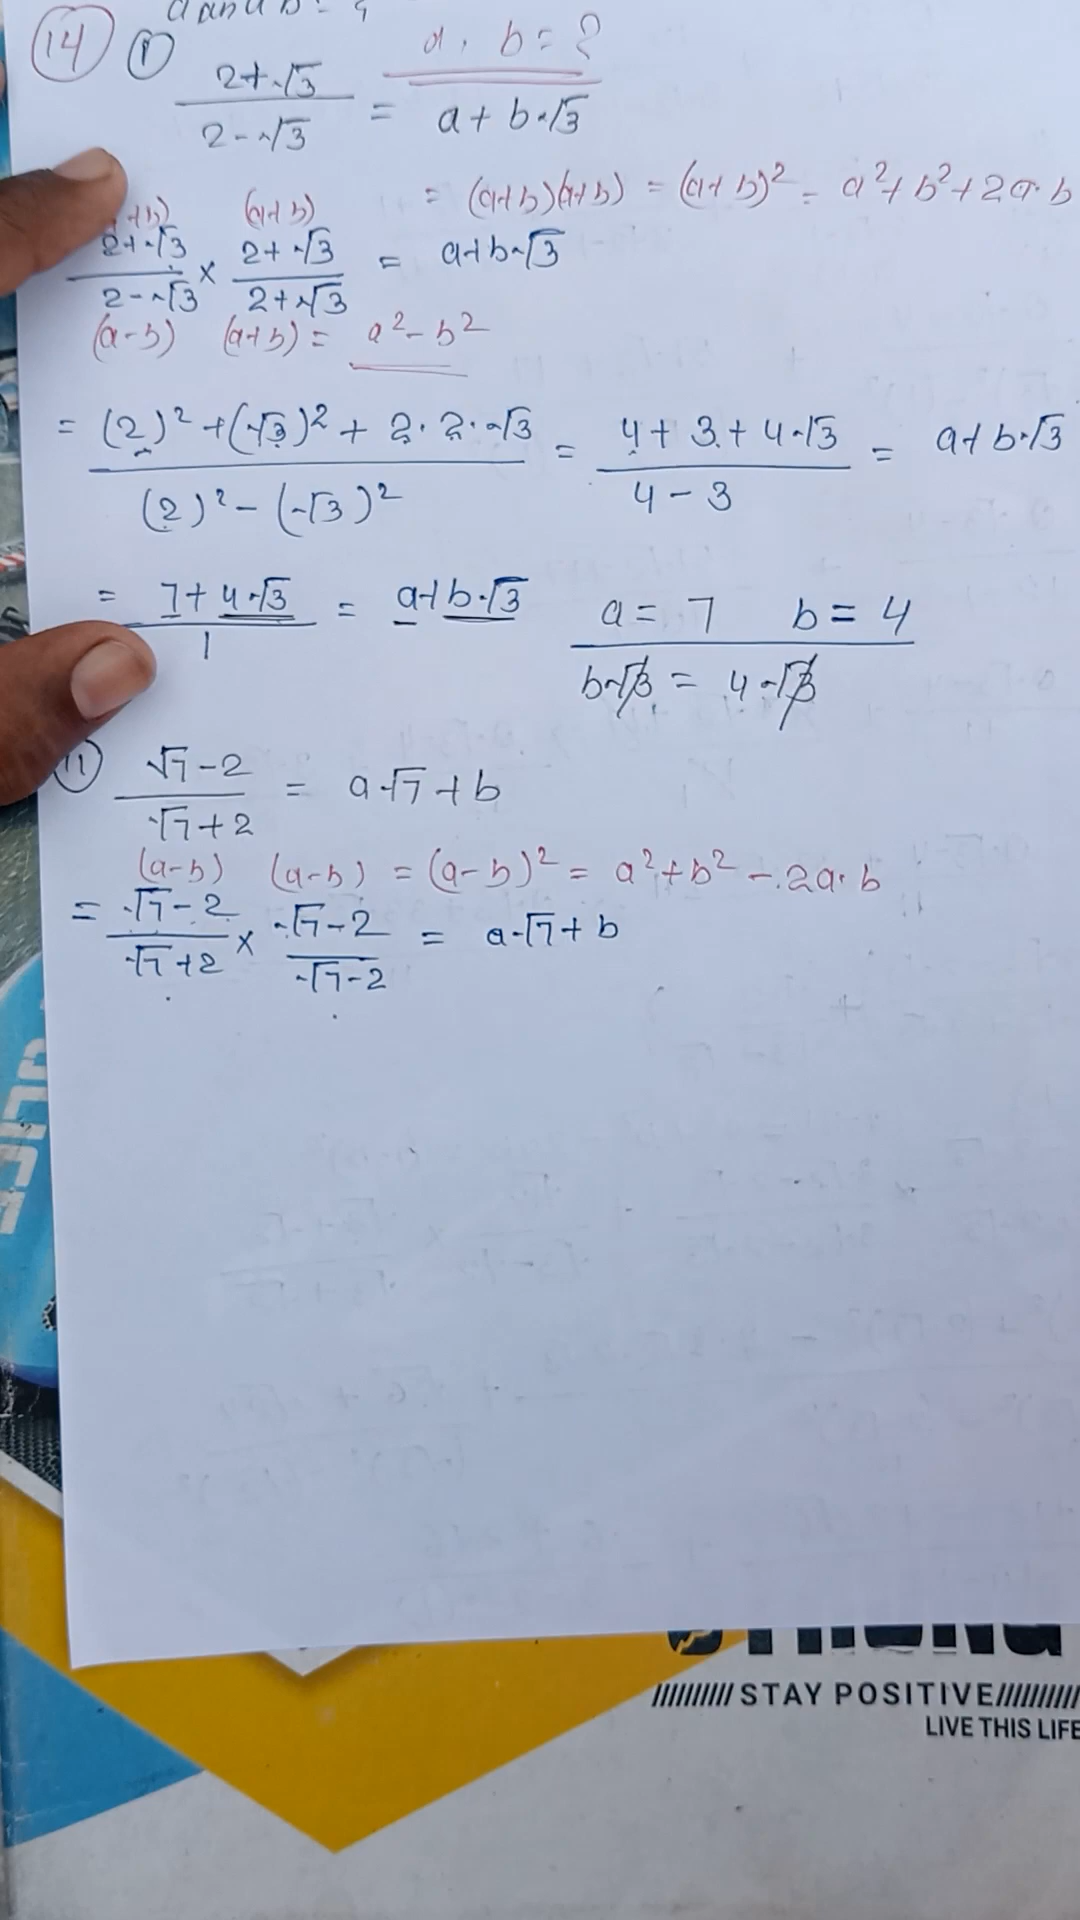 14 i a, b = ?
(2+√3)/(2-√3) = a + b√3
= (a+b)(a+b) = (a+b)² = a²+b²+2a·b
+b) (a+b)
(2+√3)/(2-√3) × (2+√3)/(2+√3) = a+b√3
(a-b) (a+b) = a²-b²
= ((2)²+(√3)²+2·2·√3)/((2)²-(√3)²) = (4+3+4√3)/(4-3) = a+b√3
= (7+4√3)/1 = a+b√3 a = 7 b = 4
b√3 = 4√3
11 (√7-2)/(√7+2) = a√7+b
(a-b) (a-b) = (a-b)² = a²+b²-2a·b
= (√7-2)/(√7+2) × (√7-2)/(√7-2) = a√7+b
STAY POSITIVE
LIVE THIS LIFE